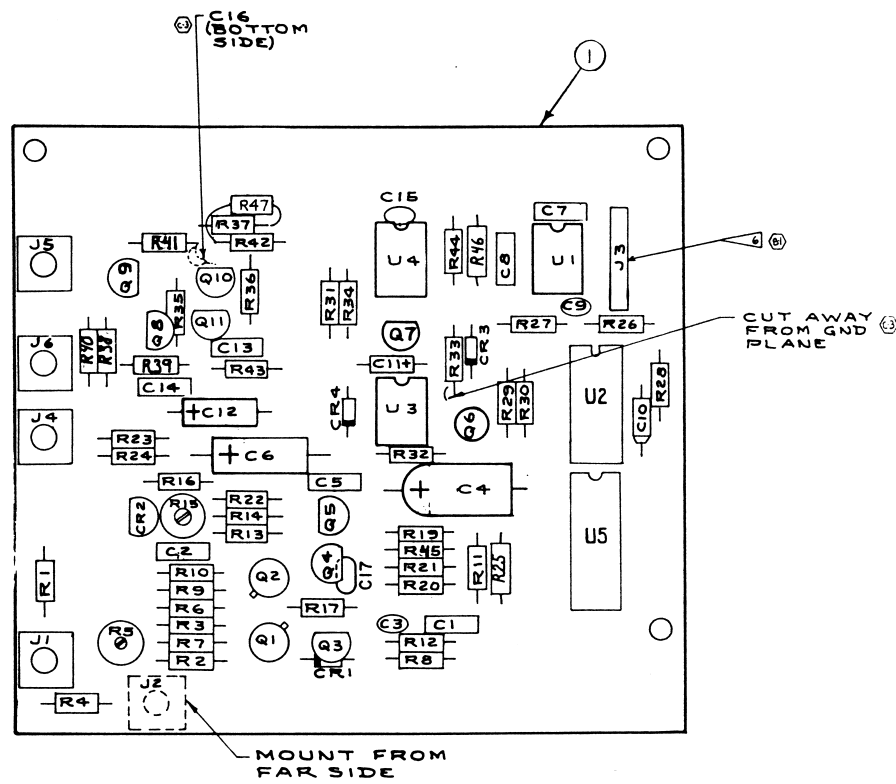 C-3
C16
(BOTTOM
SIDE)
1
R47
R37
R42
R41
C15
C7
J5
Q9
Q10
R36
R35
U4
R44
R46
C8
U1
J3
6
B1
R31
R34
C9
Q8
Q11
Q7
R27
R26
CUT AWAY
FROM GND
PLANE
C-3
J6
R40
R38
C13
R39
R43
C11+
R33
CR3
C14
+C12
CR4
U3
R29
R30
U2
R28
C10
J4
Q6
R23
R24
+ C6
R32
R16
C5
+ C4
CR2
R15
R22
R14
R13
Q5
R19
R45
R21
R20
U5
C2
Q4
C17
R11
R25
R1
R10
R9
R6
R3
R7
R2
Q2
R17
C3
C1
J1
R5
Q1
Q3
R12
R8
CR1
J2
R4
MOUNT FROM
FAR SIDE